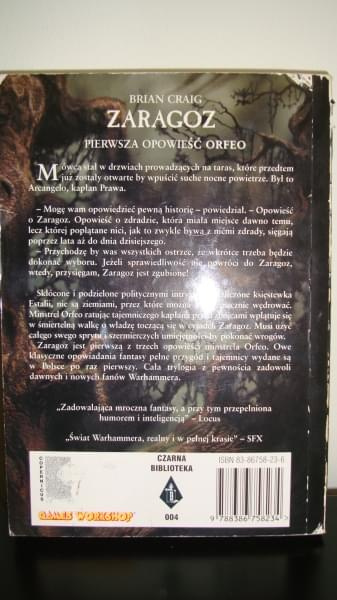 BRIAN CRAIG
ZARAGOZ
PIERWSZA OPOWIEŚĆ ORFEO
Mówca stał w drzwiach prowadzących na taras, które przedtem
już zostały otwarte by wpuścić suche nocne powietrze. Był to
Arcangelo, kapłan Prawa.
– Mogę wam opowiedzieć pewną historię – powiedział. – Opowieść
o Zaragoz. Opowieść o zdradzie, która miała miejsce dawno temu,
lecz której poplątane nici, jak to zwykle bywa z nićmi zdrady, sięgają
poprzez lata aż do dnia dzisiejszego.
– Przychodzę by was wszystkich ostrzec, że wkrótce trzeba będzie
dokonać wyboru. Jeżeli sprawiedliwość nie powróci do Zaragoz,
wtedy, przysięgam, Zaragoz jest zgubione!
Skłócone i podzielone politycznymi intrygami niezliczone księstewka
Estalii, nie są ziemiami, przez które można bezpiecznie wędrować.
Minstrel Orfeo ratując tajemniczego kapłana przed zbójcami wplątuje się
w śmiertelną walkę o władzę toczącą się w cytadeli Zaragoz. Musi użyć
całego swego sprytu i szermierczych umiejętności by pokonać wrogów.
Zaragoz jest pierwszą z trzech opowieści minstrela Orfeo. Owe
klasyczne opowiadania fantasy pełne przygód i tajemnicy wydane są
w Polsce po raz pierwszy. Cała trylogia z pewnością zadowoli
dawnych i nowych fanów Warhammera.
„Zadowalająca mroczna fantasy, a przy tym przepełniona
humorem i inteligencją” – Locus
„Świat Warhammera, realny i w pełnej krasie” – SFX
COPERNICUS
GAMES WORKSHOP
CZARNA
BIBLIOTEKA
004
ISBN 83-86758-23-6
9 788386 758234 >